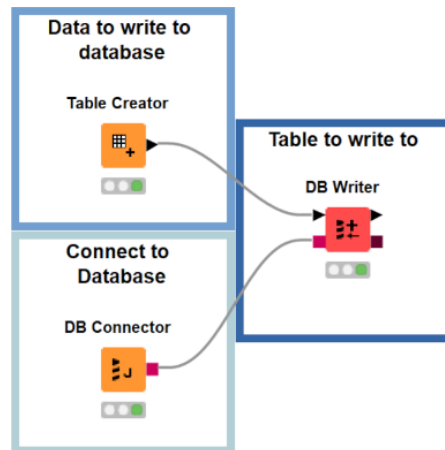 Data to write to
database
Table Creator
Table to write to
DB Writer
Connect to
Database
DB Connector